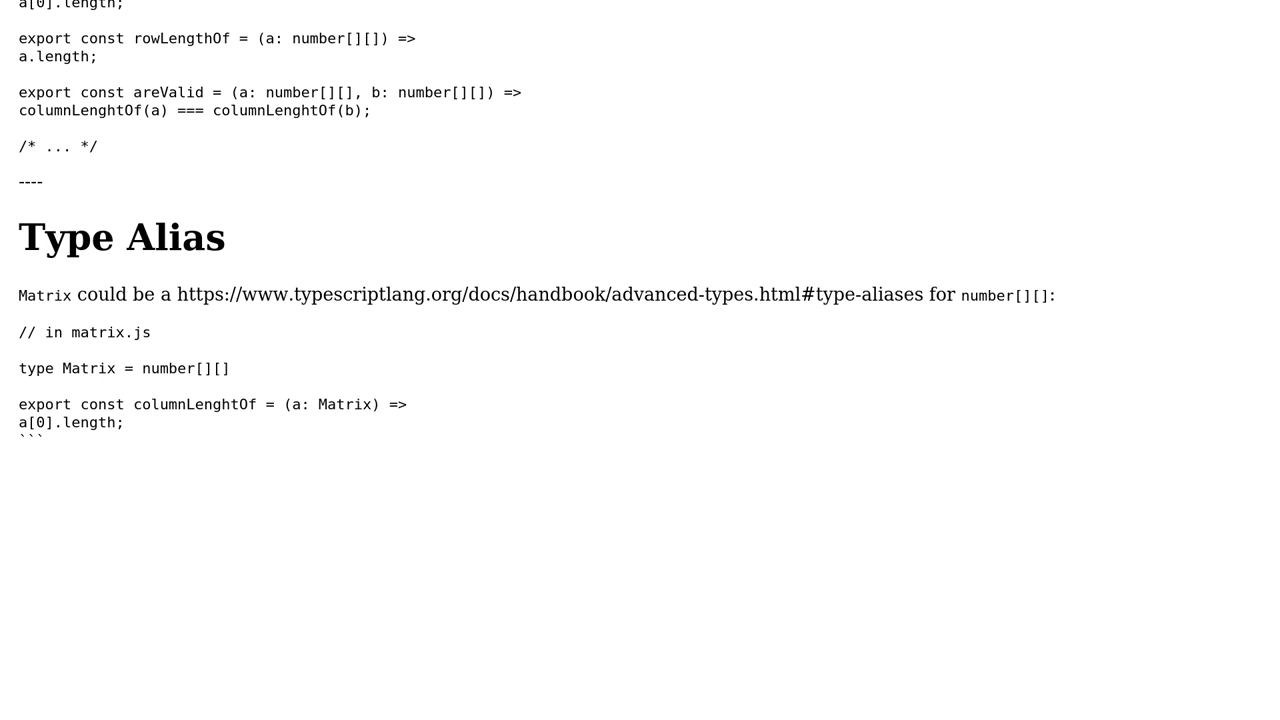 a[0].length;
export const rowLengthOf = (a: number[][]) =>
a.length;
export const areValid = (a: number[][], b: number[][]) =>
columnLenghtOf(a) === columnLenghtOf(b);
/* ... */
----
Type Alias
Matrix could be a https://www.typescriptlang.org/docs/handbook/advanced-types.html#type-aliases for number[][]:
// in matrix.js
type Matrix = number[][]
export const columnLenghtOf = (a: Matrix) =>
a[0].length;
```